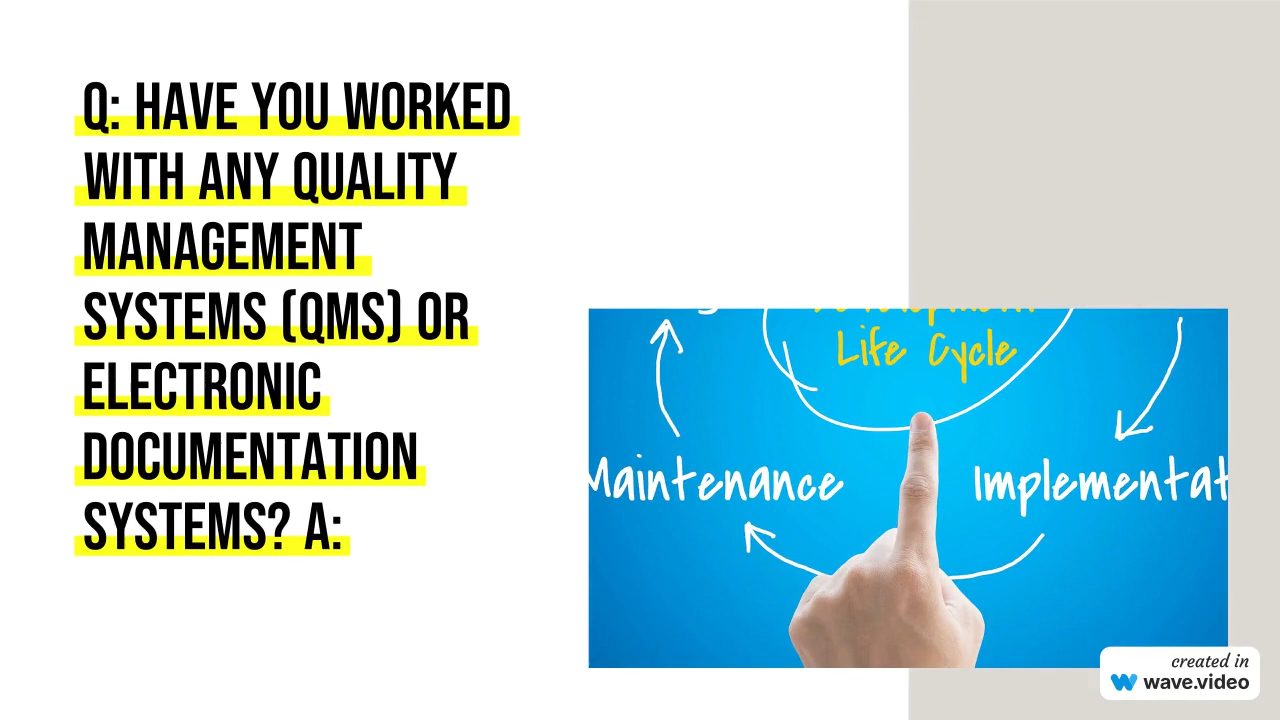 Q: HAVE YOU WORKED
WITH ANY QUALITY
MANAGEMENT
SYSTEMS (QMS) OR
ELECTRONIC
DOCUMENTATION
SYSTEMS? A:
Development
Life Cycle
Maintenance
Implementat
created in
wave.video